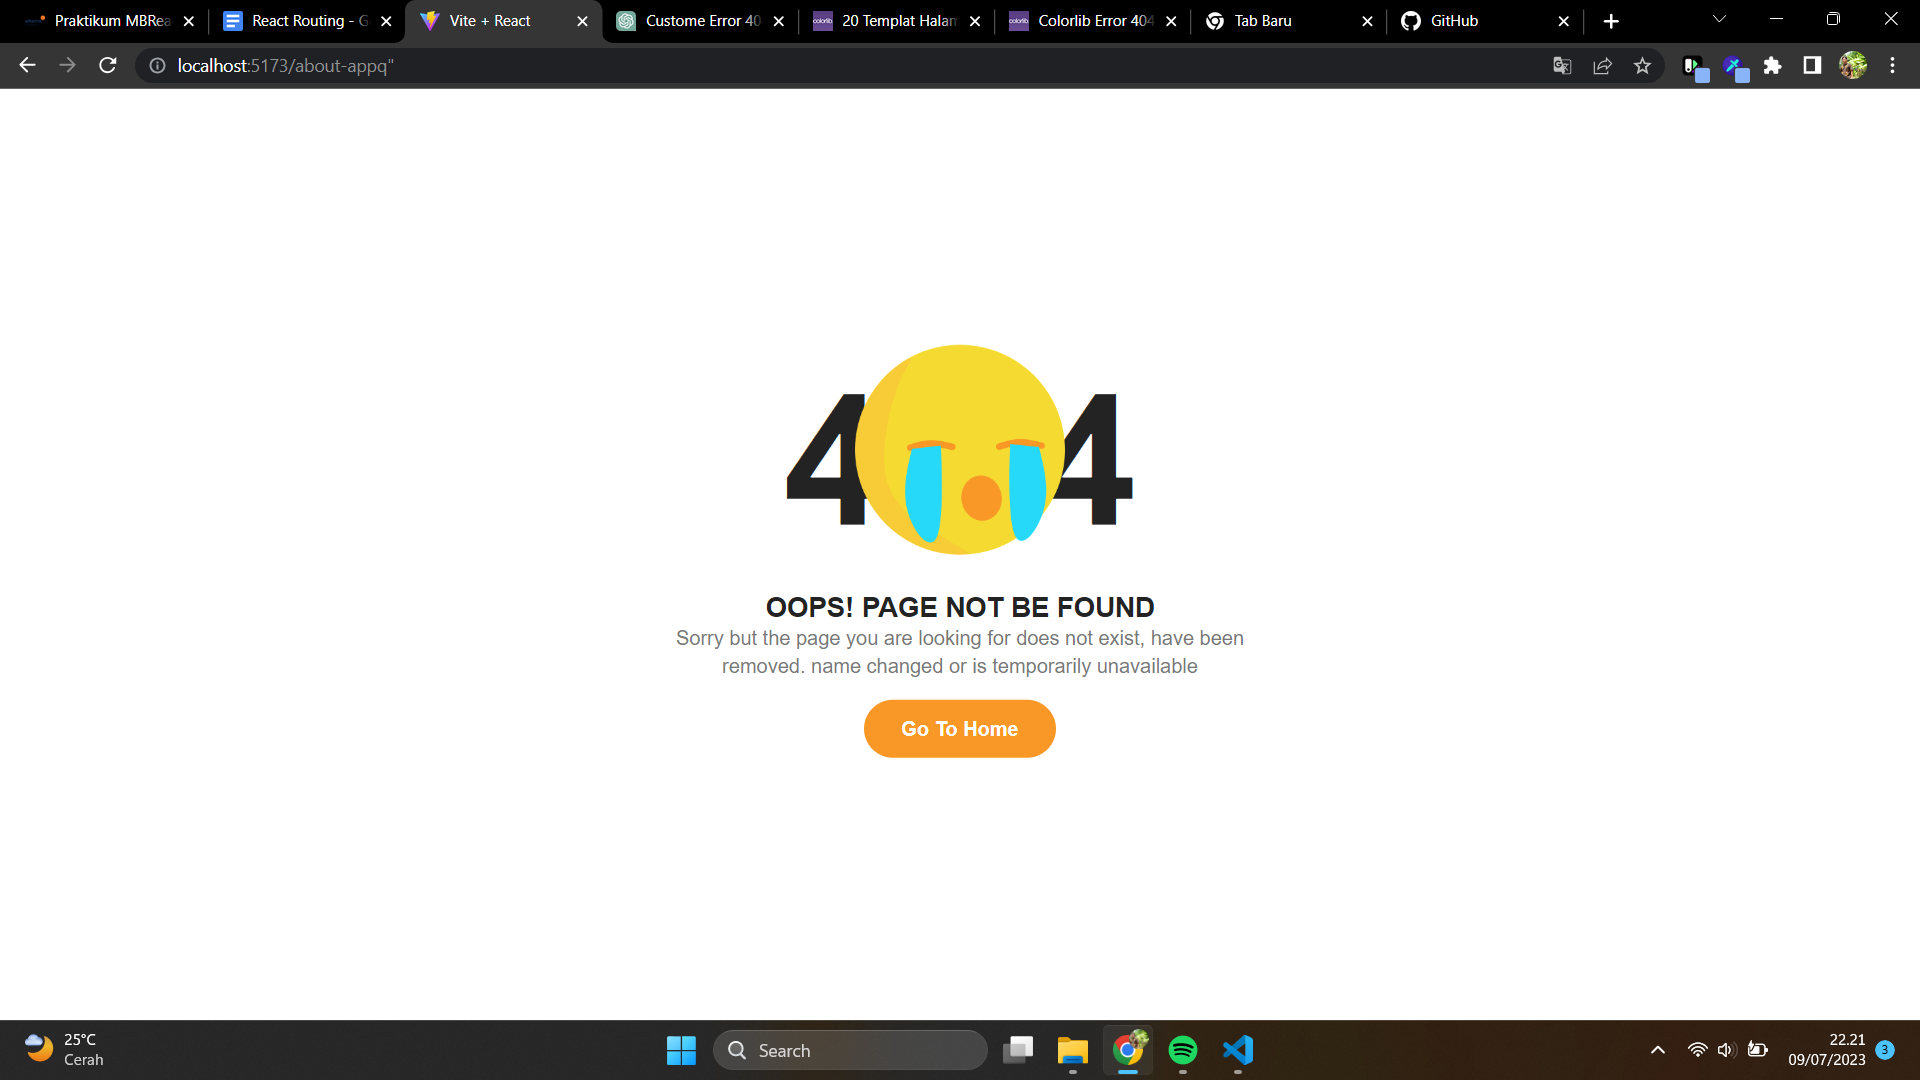 Praktikum MBRea
React Routing - G
Vite + React
Custome Error 40
colorlib
20 Templat Halam
colorlib
Colorlib Error 404
Tab Baru
GitHub
localhost:5173/about-appq"
4 4
OOPS! PAGE NOT BE FOUND
Sorry but the page you are looking for does not exist, have been
removed. name changed or is temporarily unavailable
Go To Home
25°C
Cerah
Search
22.21
09/07/2023
3